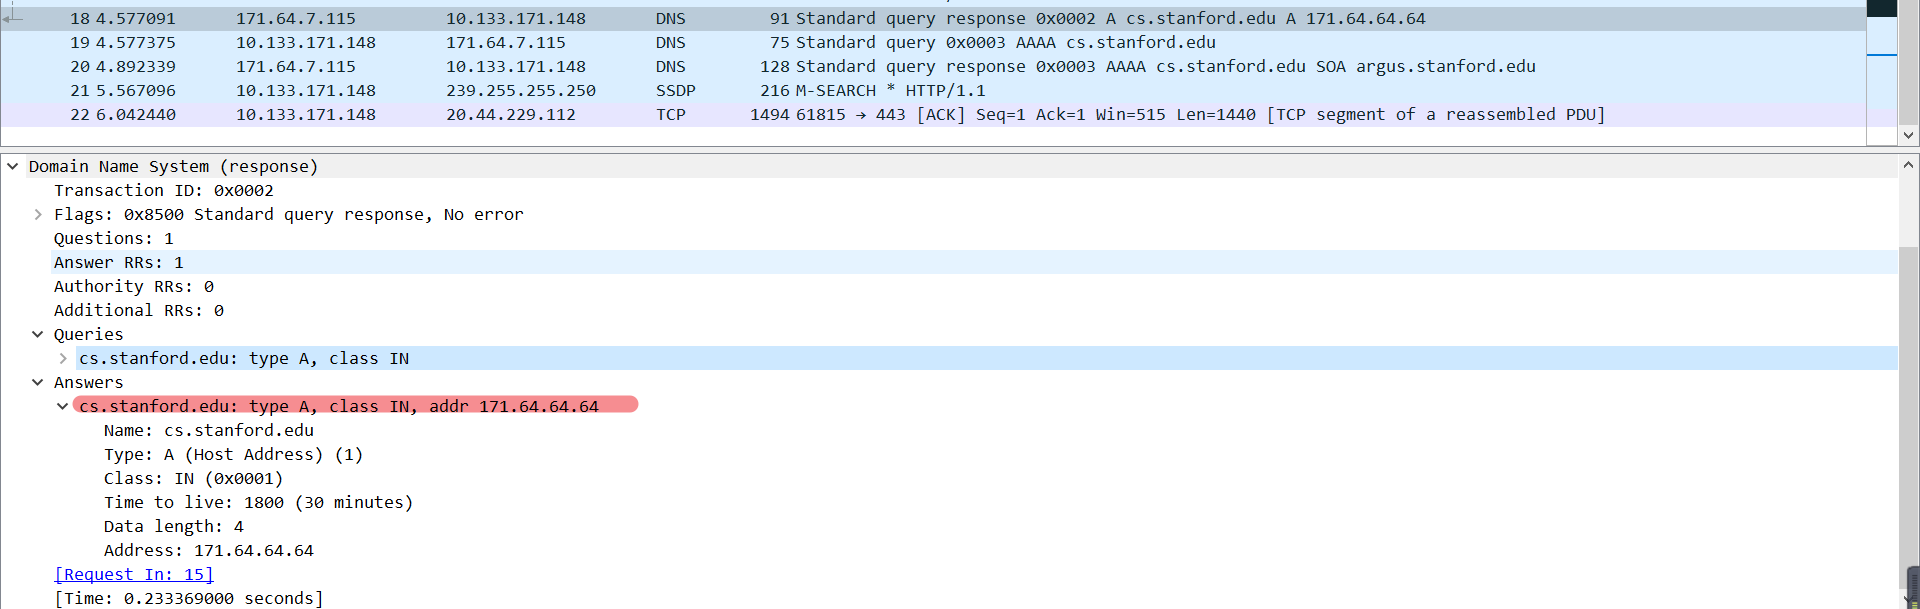 18 4.577091 171.64.7.115 10.133.171.148 DNS 91 Standard query response 0x0002 A cs.stanford.edu A 171.64.64.64
19 4.577375 10.133.171.148 171.64.7.115 DNS 75 Standard query 0x0003 AAAA cs.stanford.edu
20 4.892339 171.64.7.115 10.133.171.148 DNS 128 Standard query response 0x0003 AAAA cs.stanford.edu SOA argus.stanford.edu
21 5.567096 10.133.171.148 239.255.255.250 SSDP 216 M-SEARCH * HTTP/1.1
22 6.042440 10.133.171.148 20.44.229.112 TCP 1494 61815 → 443 [ACK] Seq=1 Ack=1 Win=515 Len=1440 [TCP segment of a reassembled PDU]
Domain Name System (response)
Transaction ID: 0x0002
Flags: 0x8500 Standard query response, No error
Questions: 1
Answer RRs: 1
Authority RRs: 0
Additional RRs: 0
Queries
cs.stanford.edu: type A, class IN
Answers
cs.stanford.edu: type A, class IN, addr 171.64.64.64
Name: cs.stanford.edu
Type: A (Host Address) (1)
Class: IN (0x0001)
Time to live: 1800 (30 minutes)
Data length: 4
Address: 171.64.64.64
[Request In: 15]
[Time: 0.233369000 seconds]